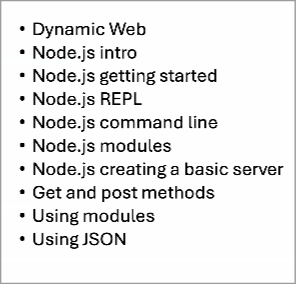 • Dynamic Web
• Node.js intro
• Node.js getting started
• Node.js REPL
• Node.js command line
• Node.js modules
• Node.js creating a basic server
• Get and post methods
• Using modules
• Using JSON